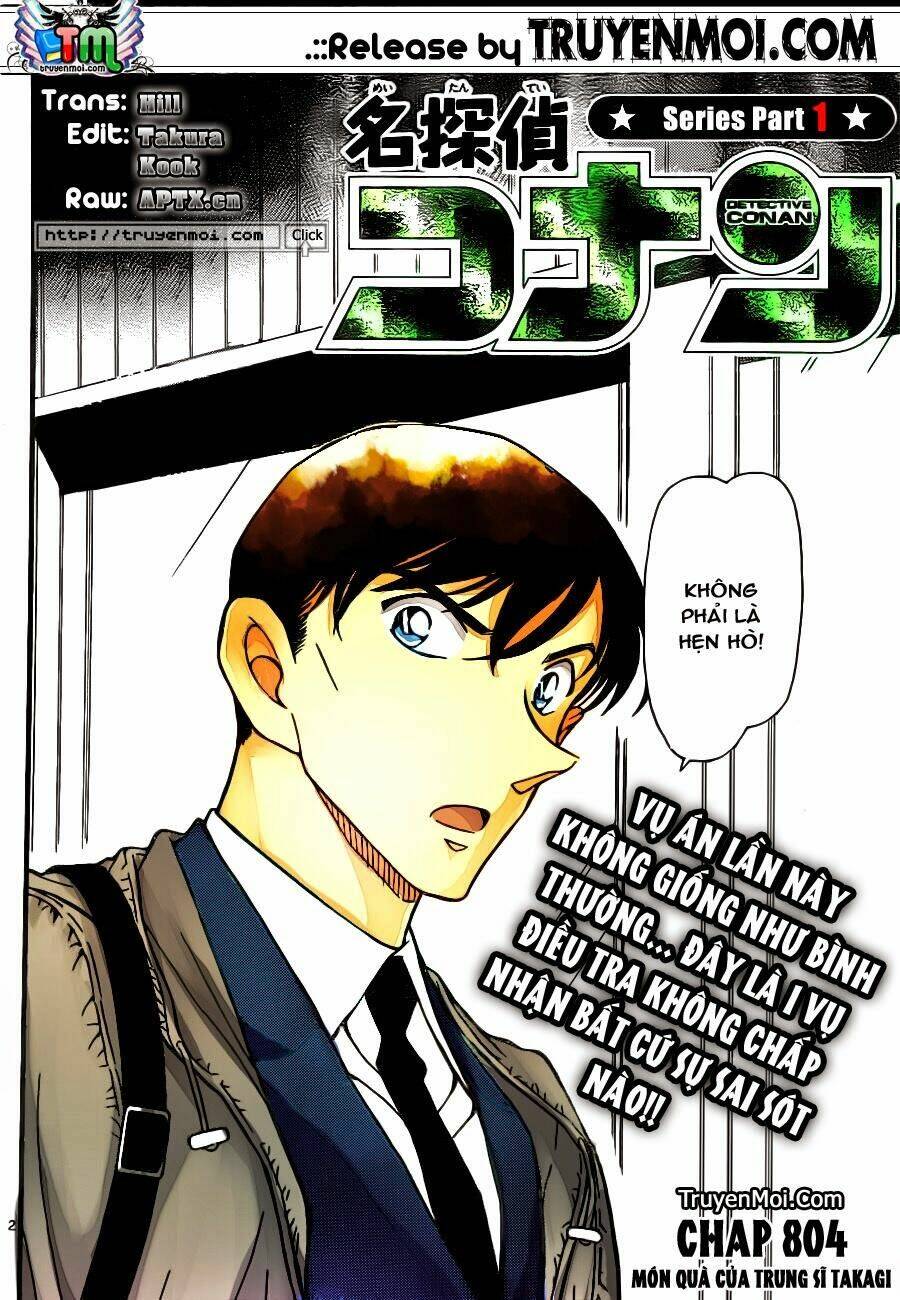 .::Release by TRUYENMOI.COM
TM
truyenmoi.com
Trans: Hill
Edit: Takura
Kook
Raw: APTX.cn
http://truyenmoi.com Click
めい たん てい
名探偵
★ Series Part 1 ★
コナン
DETECTIVE
CONAN
KHÔNG
PHẢI LÀ
HẸN HÒ!
VỤ ÁN LẦN NÀY
KHÔNG GIỐNG NHƯ BÌNH
THƯỜNG... ĐÂY LÀ 1 VỤ
ĐIỀU TRA KHÔNG CHẤP
NHẬN BẤT CỨ SỰ SAI SÓT
NÀO!!
2
TruyenMoi.Com
CHAP 804
MÓN QUÀ CỦA TRUNG SĨ TAKAGI